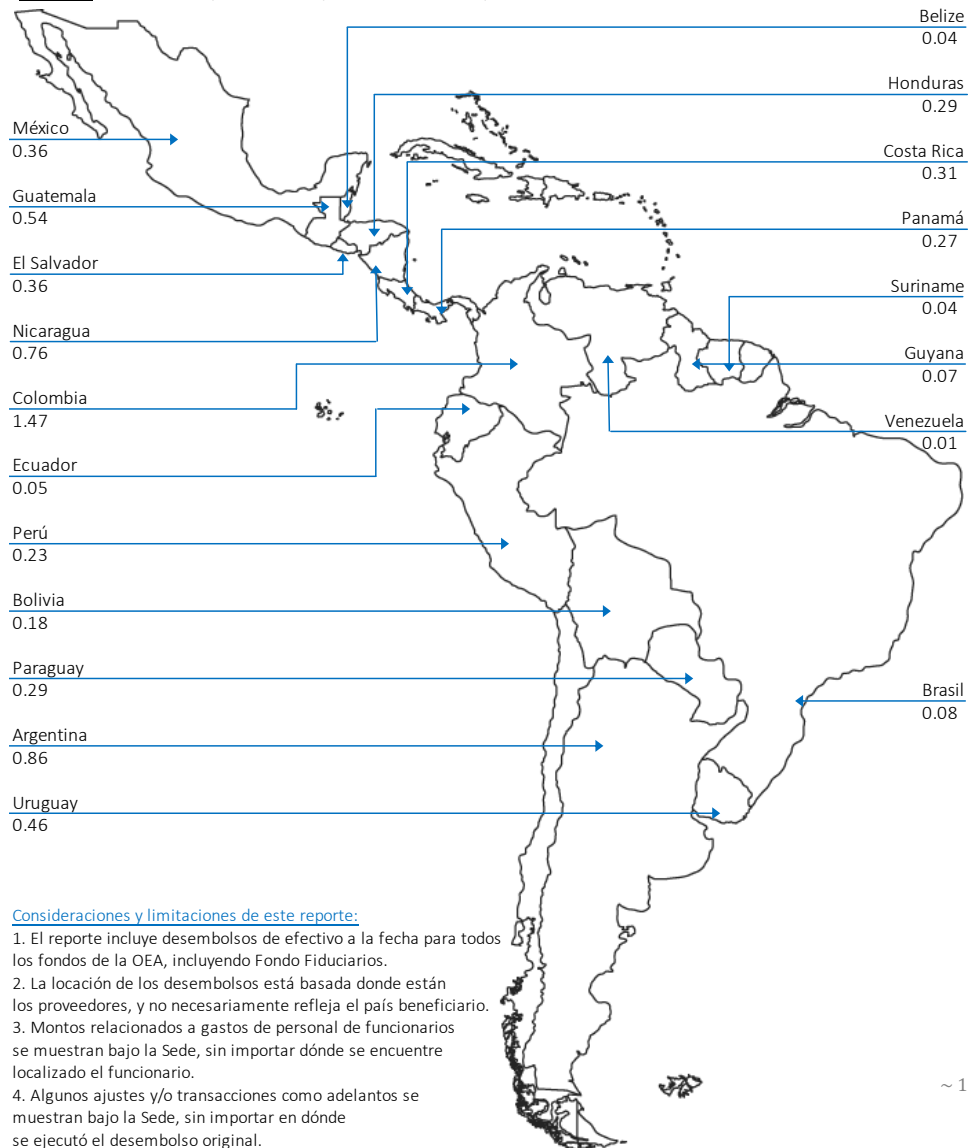 México
0.36
Guatemala
0.54
El Salvador
0.36
Nicaragua
0.76
Colombia
1.47
Ecuador
0.05
Perú
0.23
Bolivia
0.18
Paraguay
0.29
Argentina
0.86
Uruguay
0.46
Belize
0.04
Honduras
0.29
Costa Rica
0.31
Panamá
0.27
Suriname
0.04
Guyana
0.07
Venezuela
0.01
Brasil
0.08
Consideraciones y limitaciones de este reporte:
1. El reporte incluye desembolsos de efectivo a la fecha para todos
los fondos de la OEA, incluyendo Fondo Fiduciarios.
2. La locación de los desembolsos está basada donde están
los proveedores, y no necesariamente refleja el país beneficiario.
3. Montos relacionados a gastos de personal de funcionarios
se muestran bajo la Sede, sin importar dónde se encuentre
localizado el funcionario.
4. Algunos ajustes y/o transacciones como adelantos se
muestran bajo la Sede, sin importar en dónde
se ejecutó el desembolso original.
~ 1